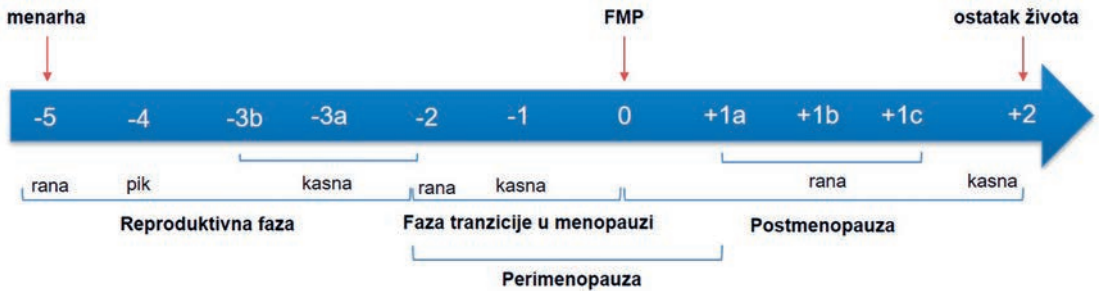 menarha FMP ostatak života
-5 -4 -3b -3a -2 -1 0 +1a +1b +1c +2
rana pik kasna rana kasna rana kasna
Reproduktivna faza Faza tranzicije u menopauzi Postmenopauza
Perimenopauza